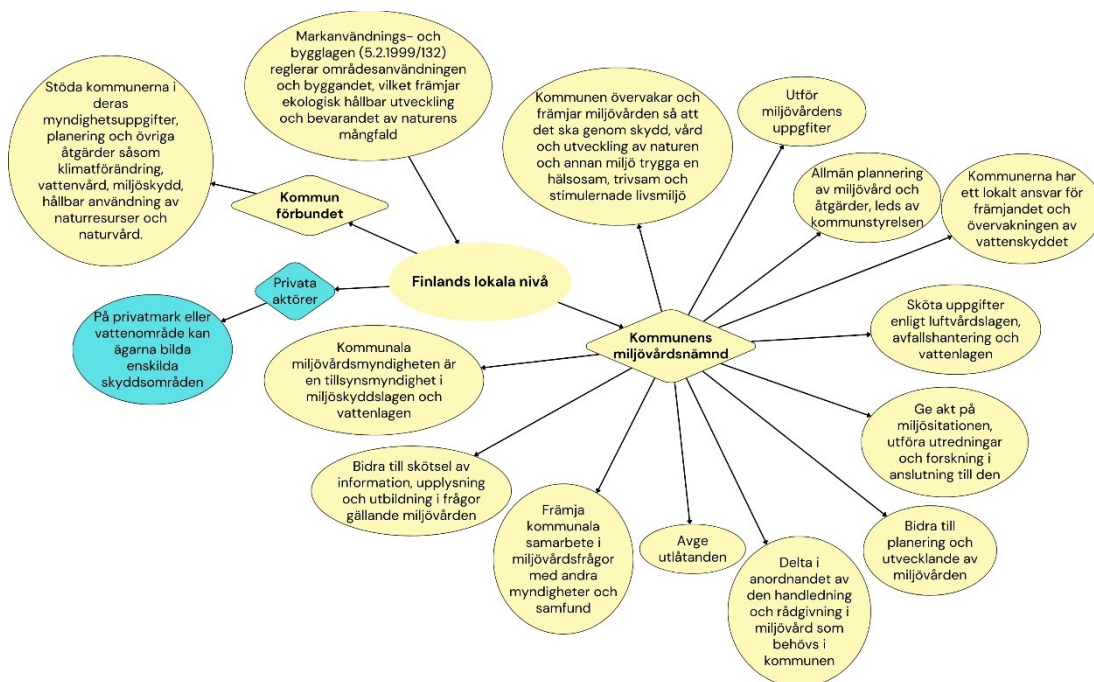 Markanvändnings- och
bygglagen (5.2.1999/132)
reglerar områdesanvändningen
och byggandet, vilket främjar
ekologisk hållbar utveckling
och bevarandet av naturens
mångfald
Stöda kommunerna i
deras
myndighetsuppgifter,
planering och övriga
åtgärder såsom
klimatförändring,
vattenvård, miljöskydd,
hållbar användning av
naturresurser och
naturvård.
Kommun
förbundet
Kommunen övervakar och
främjar miljövården så att
det ska genom skydd, vård
och utveckling av naturen
och annan miljö trygga en
hälsosam, trivsam och
stimulernade livsmiljö
Utför
miljövårdens
uppgfiter
Allmän plannering
av miljövård och
åtgärder, leds av
kommunstyrelsen
Kommunerna har
ett lokalt ansvar för
främjandet och
övervakningen av
vattenskyddet
Finlands lokala nivå
Privata
aktörer
På privatmark eller
vattenområde kan
ägarna bilda
enskilda
skyddsområden
Kommunens
miljövårdsnämnd
Sköta uppgifter
enligt luftvårdslagen,
avfallshantering och
vattenlagen
Kommunala
miljövårdsmyndigheten är
en tillsynsmyndighet i
miljöskyddslagen och
vattenlagen
Ge akt på
miljösitationen,
utföra utredningar
och forskning i
anslutning till den
Bidra till skötsel av
information, upplysning
och utbildning i frågor
gällande miljövården
Främja
kommunala
samarbete i
miljövårdsfrågor
med andra
myndigheter och
samfund
Avge
utlåtanden
Delta i
anordnandet av
den handledning
och rådgivning i
miljövård som
behövs i
kommunen
Bidra till
planering och
utvecklande av
miljövården